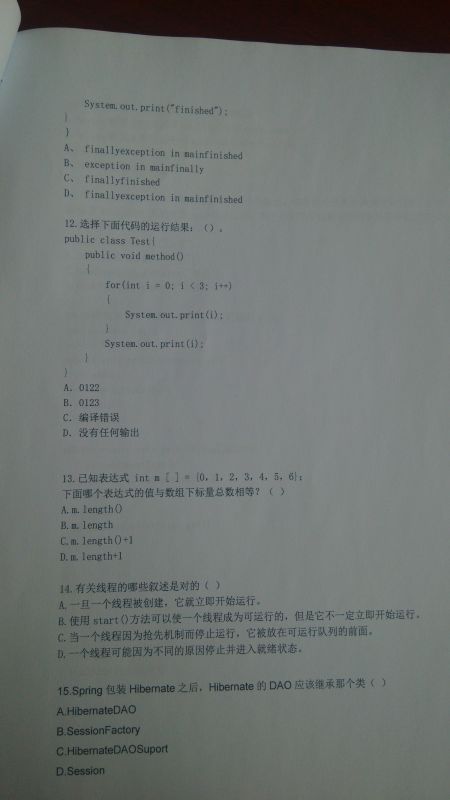 System.out.print("finished");
}
}
A、 finallyexception in mainfinished
B、 exception in mainfinally
C、 finallyfinished
D、 finallyexception in mainfinished
12.选择下面代码的运行结果：（）。
public class Test{
public void method()
{
for(int i = 0; i < 3; i++)
{
System.out.print(i);
}
System.out.print(i);
}
}
A. 0122
B. 0123
C. 编译错误
D. 没有任何输出
13.已知表达式 int m [ ] = {0, 1, 2, 3, 4, 5, 6};
下面哪个表达式的值与数组下标量总数相等？（ ）
A.m.length()
B.m.length
C.m.length()+1
D.m.length+1
14.有关线程的哪些叙述是对的（ ）
A.一旦一个线程被创建，它就立即开始运行。
B.使用 start()方法可以使一个线程成为可运行的，但是它不一定立即开始运行。
C.当一个线程因为抢先机制而停止运行，它被放在可运行队列的前面。
D.一个线程可能因为不同的原因停止并进入就绪状态。
15.Spring 包装 Hibernate 之后，Hibernate 的 DAO 应该继承那个类（ ）
A.HibernateDAO
B.SessionFactory
C.HibernateDAOSuport
D.Session